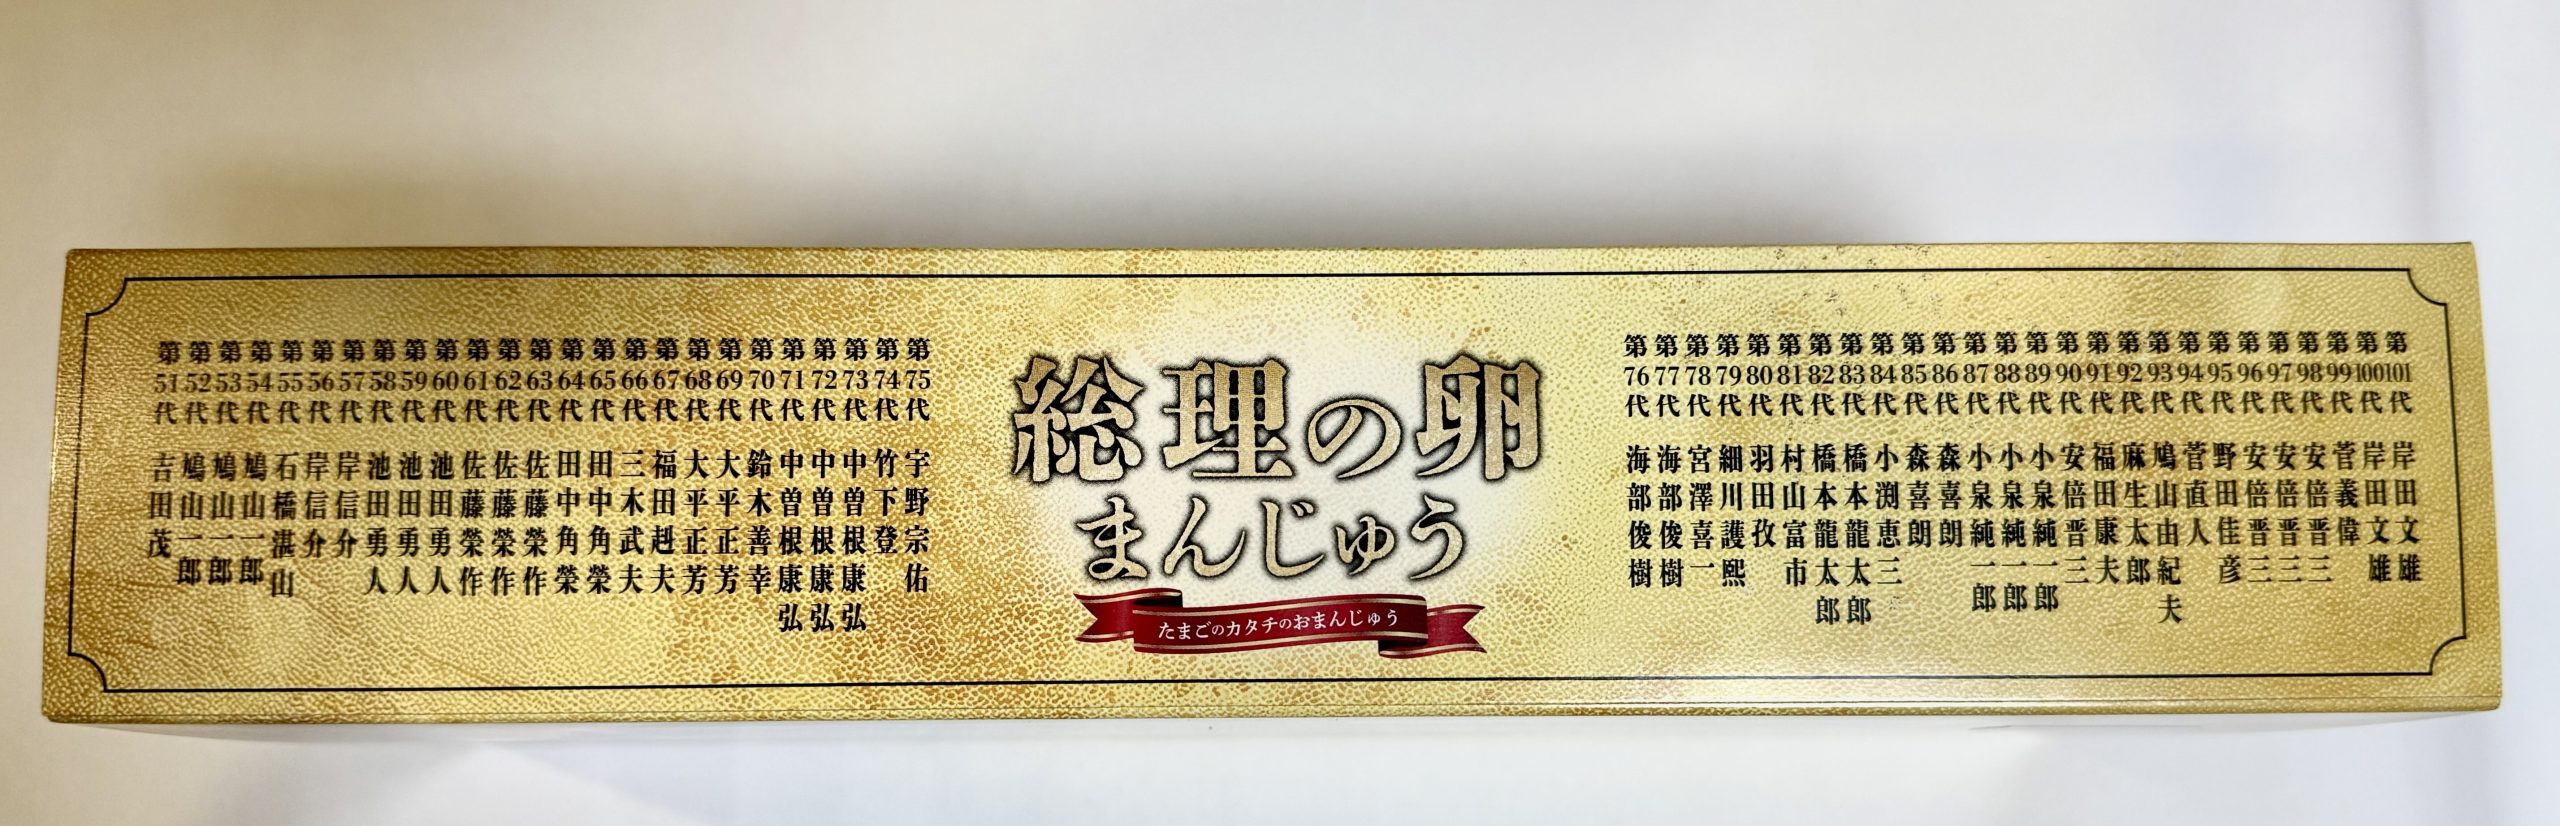 第51代 吉田茂
第52代 鳩山一郎
第53代 鳩山一郎
第54代 鳩山一郎
第55代 石橋湛山
第56代 岸信介
第57代 岸信介
第58代 池田勇人
第59代 池田勇人
第60代 池田勇人
第61代 佐藤榮作
第62代 佐藤榮作
第63代 佐藤榮作
第64代 田中角榮
第65代 田中角榮
第66代 三木武夫
第67代 福田赳夫
第68代 大平正芳
第69代 大平正芳
第70代 鈴木善幸
第71代 中曽根康弘
第72代 中曽根康弘
第73代 中曽根康弘
第74代 竹下登
第75代 宇野宗佑
総理の卵
まんじゅう
たまごのカタチのおまんじゅう
第76代 海部俊樹
第77代 海部俊樹
第78代 宮澤喜一
第79代 細川護熙
第80代 羽田孜
第81代 村山富市
第82代 橋本龍太郎
第83代 橋本龍太郎
第84代 小渕恵三
第85代 森喜朗
第86代 森喜朗
第87代 小泉純一郎
第88代 小泉純一郎
第89代 小泉純一郎
第90代 安倍晋三
第91代 福田康夫
第92代 麻生太郎
第93代 鳩山由紀夫
第94代 菅直人
第95代 野田佳彦
第96代 安倍晋三
第97代 安倍晋三
第98代 安倍晋三
第99代 菅義偉
第100代 岸田文雄
第101代 岸田文雄